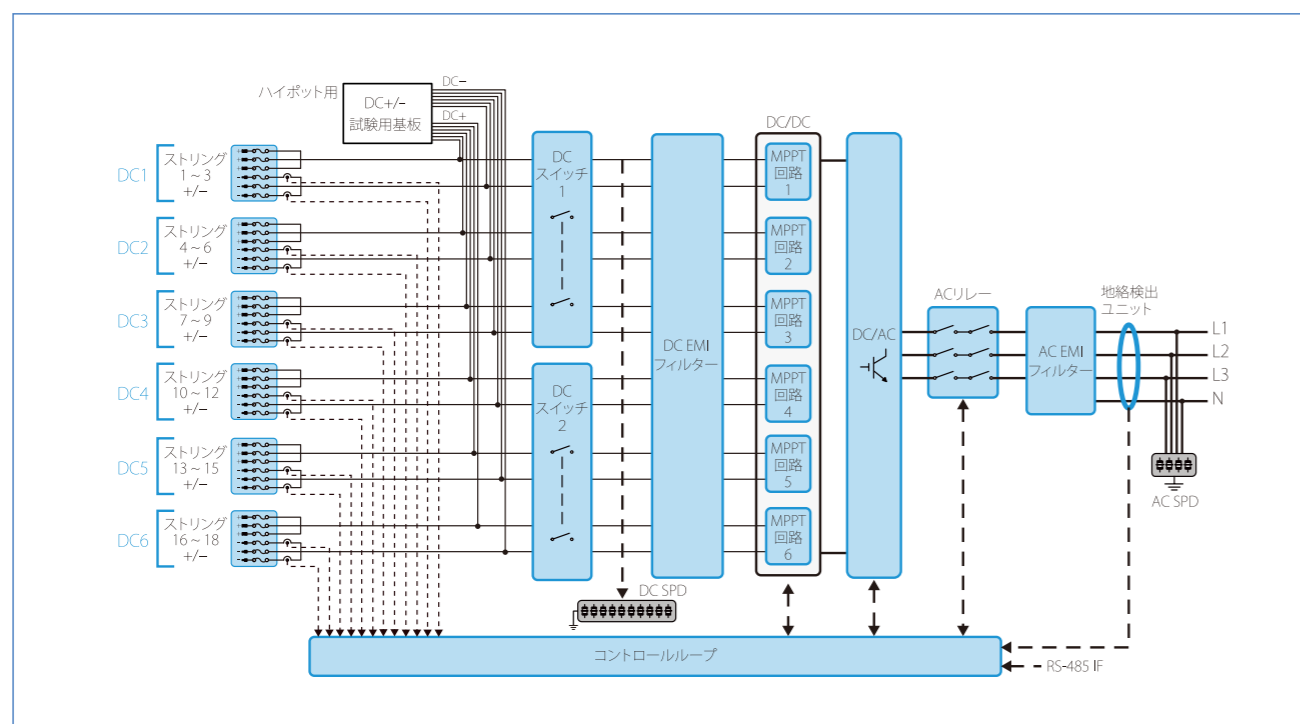 ハイポット用
DC+/−
試験用基板
DC−
DC+
DC1
ストリング
1~3
+/−
DC2
ストリング
4~6
+/−
DC3
ストリング
7~9
+/−
DC4
ストリング
10~12
+/−
DC5
ストリング
13~15
+/−
DC6
ストリング
16~18
+/−
DC
スイッチ
1
DC
スイッチ
2
DC SPD
DC EMI
フィルター
DC/DC
MPPT
回路
1
MPPT
回路
2
MPPT
回路
3
MPPT
回路
4
MPPT
回路
5
MPPT
回路
6
DC/AC
ACリレー
AC EMI
フィルター
地絡検出
ユニット
L1
L2
L3
N
AC SPD
コントロールループ
RS-485 IF